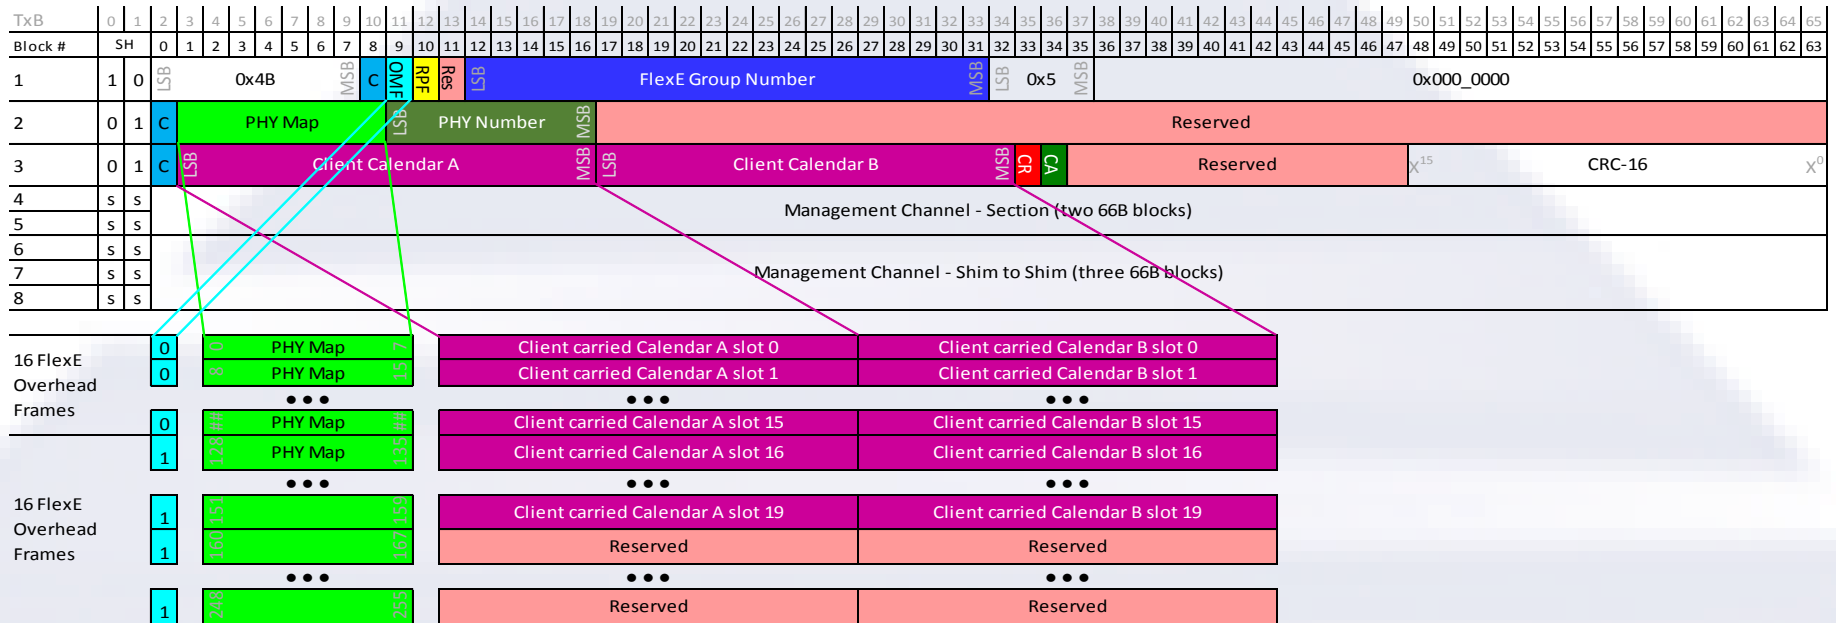 TxB 0 1 2 3 4 5 6 7 8 9 10 11 12 13 14 15 16 17 18 19 20 21 22 23 24 25 26 27 28 29 30 31 32 33 34 35 36 37 38 39 40 41 42 43 44 45 46 47 48 49 50 51 52 53 54 55 56 57 58 59 60 61 62 63 64 65
Block # SH 0 1 2 3 4 5 6 7 8 9 10 11 12 13 14 15 16 17 18 19 20 21 22 23 24 25 26 27 28 29 30 31 32 33 34 35 36 37 38 39 40 41 42 43 44 45 46 47 48 49 50 51 52 53 54 55 56 57 58 59 60 61 62 63
1 1 0 LSB 0x4B MSB C OMF RPF Res LSB FlexE Group Number MSB LSB 0x5 MSB 0x000_0000
2 0 1 C PHY Map LSB PHY Number MSB Reserved
3 0 1 C LSB Client Calendar A MSB LSB Client Calendar B MSB CR CA Reserved X15 CRC-16 X0
4 s s
Management Channel - Section (two 66B blocks)
5 s s
6 s s
7 s s Management Channel - Shim to Shim (three 66B blocks)
8 s s
16 FlexE
Overhead
Frames
0 0 PHY Map 7 Client carried Calendar A slot 0 Client carried Calendar B slot 0
0 8 PHY Map 15 Client carried Calendar A slot 1 Client carried Calendar B slot 1
••• ••• •••
0 ## PHY Map ## Client carried Calendar A slot 15 Client carried Calendar B slot 15
1 128 PHY Map 135 Client carried Calendar A slot 16 Client carried Calendar B slot 16
••• ••• •••
16 FlexE
Overhead
Frames
1 151 159 Client carried Calendar A slot 19 Client carried Calendar B slot 19
1 160 167 Reserved Reserved
••• ••• •••
1 248 255 Reserved Reserved